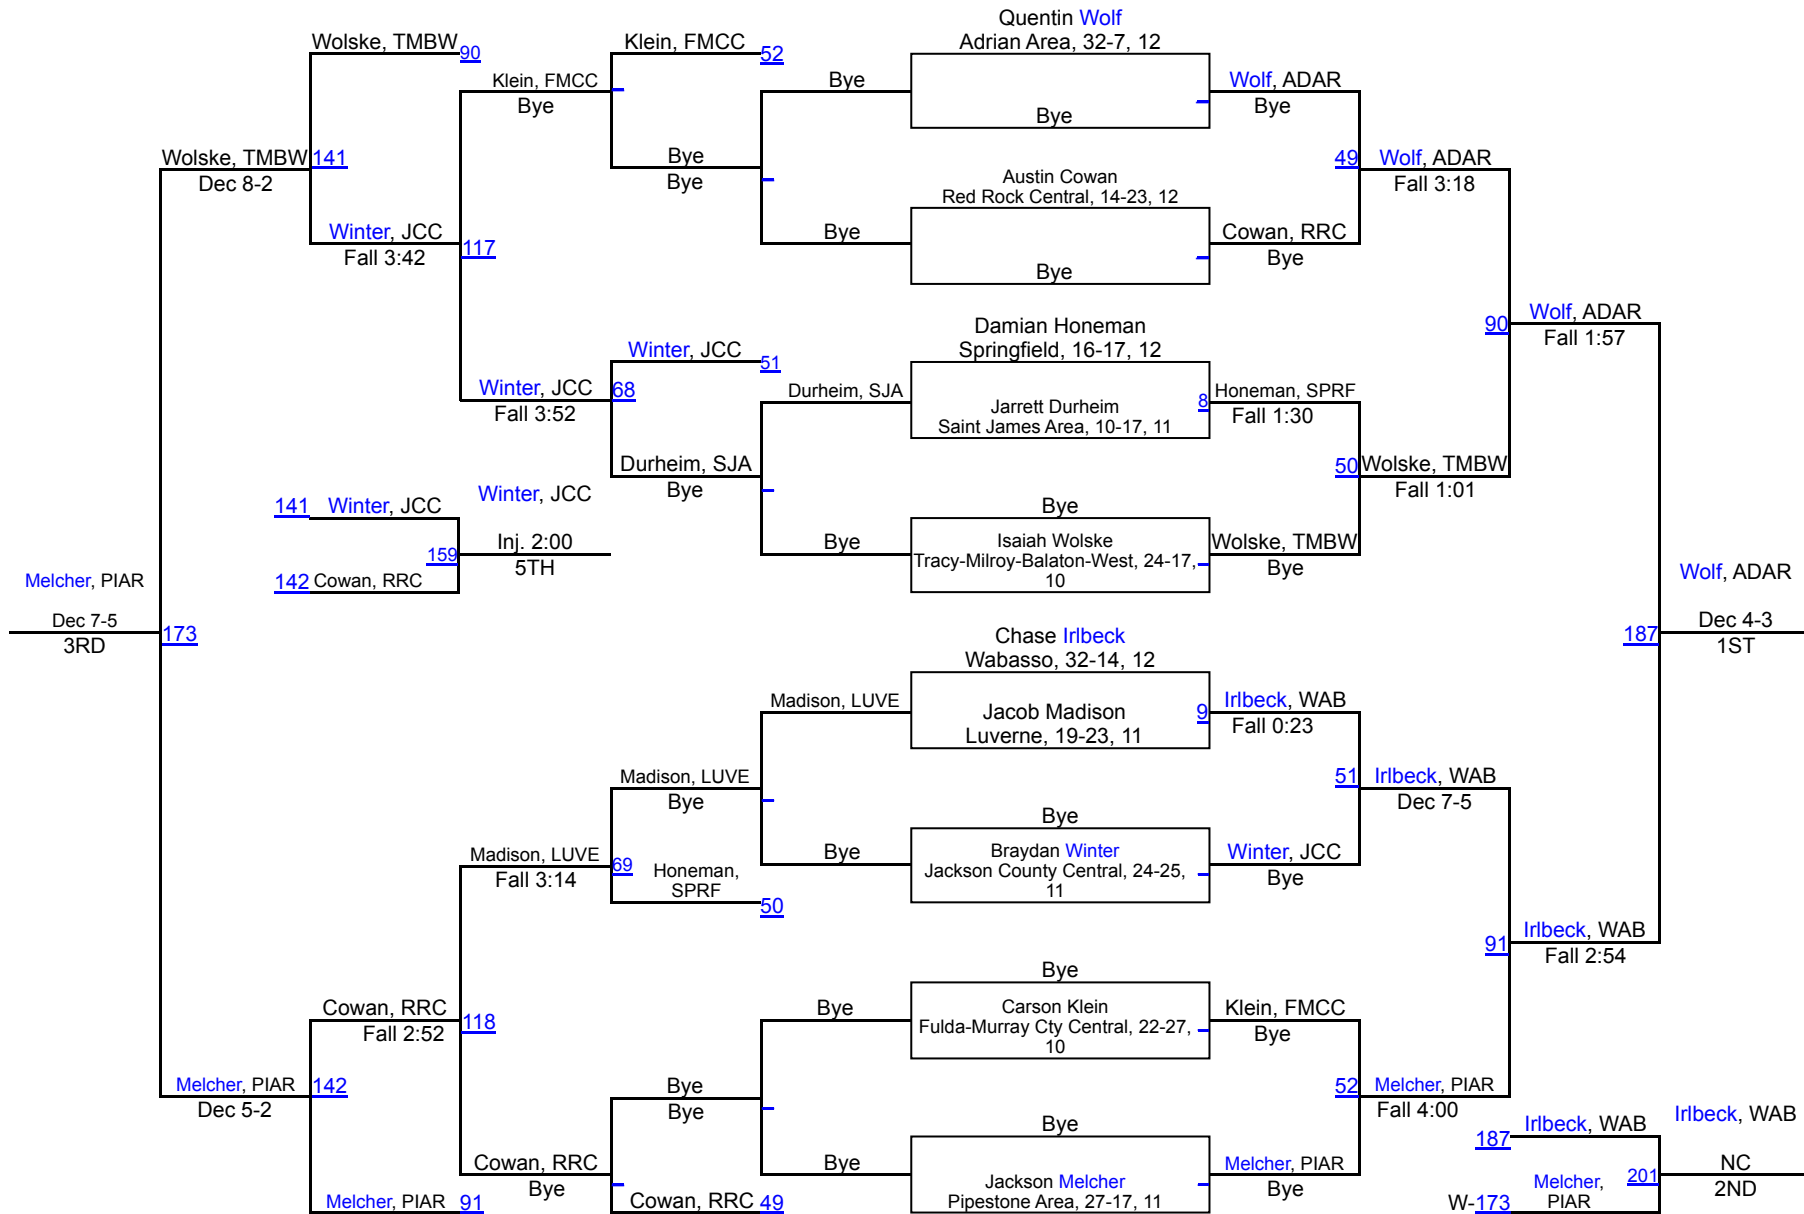 Quentin Wolf
Adrian Area, 32-7, 12
Wolske, TMBW
90
Klein, FMCC
52
Klein, FMCC
Bye
Bye
Bye
Wolf, ADAR
Bye
Wolske, TMBW
141
Dec 8-2
Bye
Bye
Austin Cowan
Red Rock Central, 14-23, 12
49
Wolf, ADAR
Fall 3:18
Winter, JCC
Fall 3:42
117
Bye
Bye
Cowan, RRC
Bye
Damian Honeman
Springfield, 16-17, 12
90
Wolf, ADAR
Fall 1:57
Winter, JCC
51
Winter, JCC
68
Fall 3:52
Durheim, SJA
Jarrett Durheim
Saint James Area, 10-17, 11
8
Honeman, SPRF
Fall 1:30
Durheim, SJA
Bye
50
Wolske, TMBW
Fall 1:01
141
Winter, JCC
Winter, JCC
159
Inj. 2:00
5TH
142
Cowan, RRC
Bye
Bye
Isaiah Wolske
Tracy-Milroy-Balaton-West, 24-17,
10
Wolske, TMBW
Bye
Melcher, PIAR
Dec 7-5
3RD
173
Wolf, ADAR
187
Dec 4-3
1ST
Chase Irlbeck
Wabasso, 32-14, 12
Madison, LUVE
Jacob Madison
Luverne, 19-23, 11
9
Irlbeck, WAB
Fall 0:23
Madison, LUVE
Bye
51
Irlbeck, WAB
Dec 7-5
Madison, LUVE
Fall 3:14
69
Honeman,
SPRF
50
Bye
Bye
Braydan Winter
Jackson County Central, 24-25,
11
Winter, JCC
Bye
91
Irlbeck, WAB
Fall 2:54
Cowan, RRC
Fall 2:52
118
Bye
Bye
Carson Klein
Fulda-Murray Cty Central, 22-27,
10
Klein, FMCC
Bye
Melcher, PIAR
142
Dec 5-2
Bye
Bye
52
Melcher, PIAR
Fall 4:00
Cowan, RRC
Bye
Bye
Bye
Jackson Melcher
Pipestone Area, 27-17, 11
Melcher, PIAR
Bye
Melcher, PIAR
91
Cowan, RRC
49
187
Irlbeck, WAB
Irlbeck, WAB
W-173
Melcher,
PIAR
201
NC
2ND